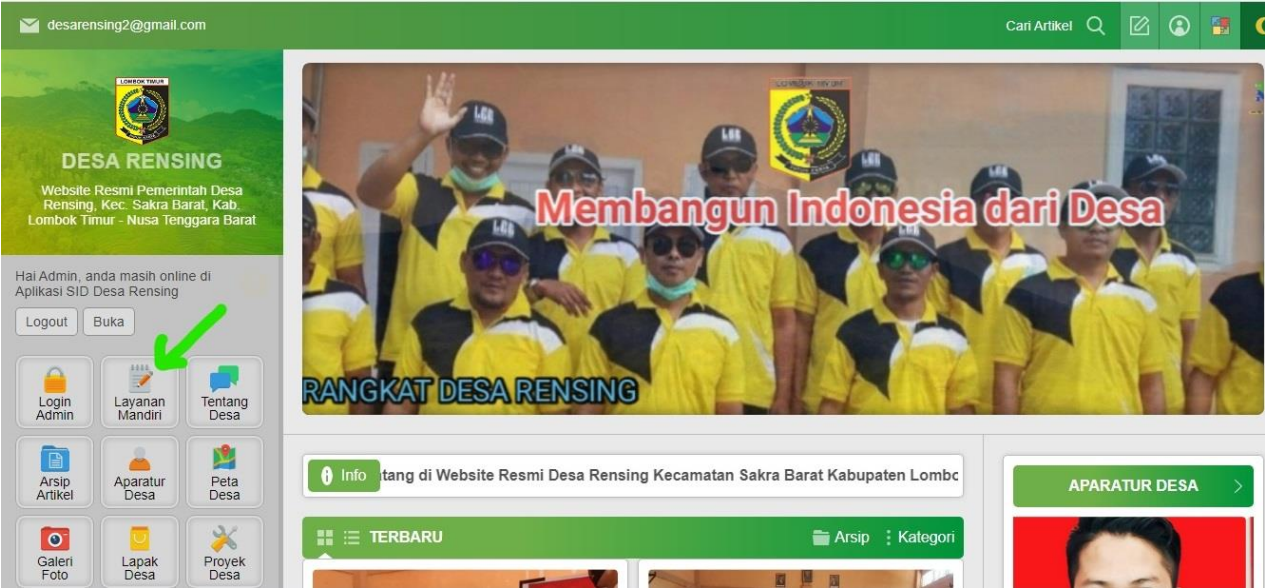 desarensing2@gmail.com
Cari Artikel
LOMBOK TIMUR
DESA RENSING
Website Resmi Pemerintah Desa
Rensing, Kec. Sakra Barat, Kab.
Lombok Timur - Nusa Tenggara Barat
Hai Admin, anda masih online di
Aplikasi SID Desa Rensing
Logout Buka
Login Admin
Layanan Mandiri
Tentang Desa
Arsip Artikel
Aparatur Desa
Peta Desa
Galeri Foto
Lapak Desa
Proyek Desa
Membangun Indonesia dari Desa
RANGKAT DESA RENSING
Info tang di Website Resmi Desa Rensing Kecamatan Sakra Barat Kabupaten Lombo
TERBARU Arsip Kategori
APARATUR DESA